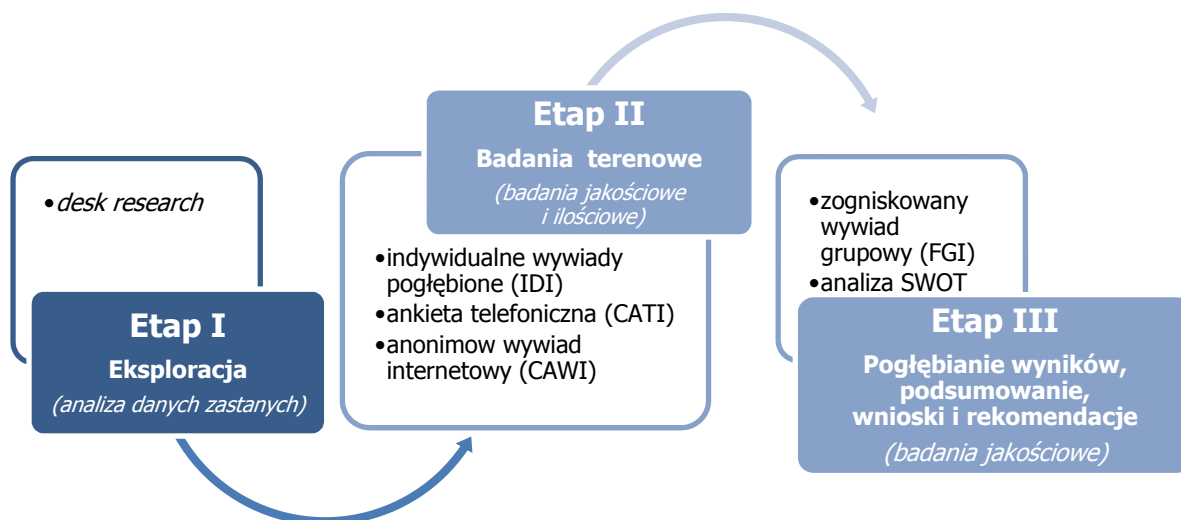 •desk research
Etap I
Eksploracja
(analiza danych zastanych)
Etap II
Badania terenowe
(badania jakościowe
i ilościowe)
•indywidualne wywiady
pogłębione (IDI)
•ankieta telefoniczna (CATI)
•anonimow wywiad
internetowy (CAWI)
•zogniskowany
wywiad
grupowy (FGI)
•analiza SWOT
Etap III
Pogłębianie wyników,
podsumowanie,
wnioski i rekomendacje
(badania jakościowe)